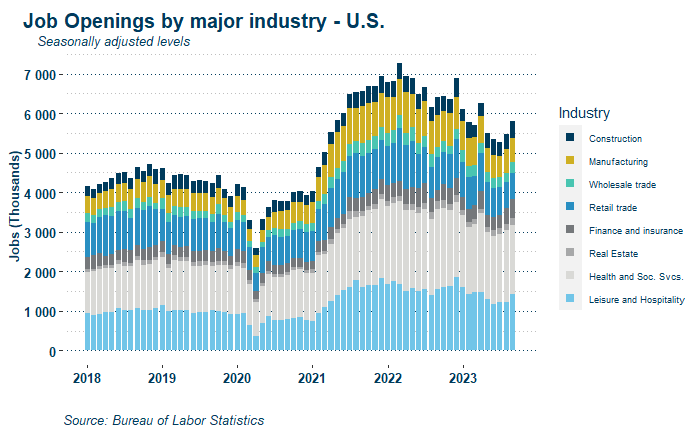 Job Openings by major industry - U.S.
Seasonally adjusted levels
Jobs (Thousands)
7 000
6 000
5 000
4 000
3 000
2 000
1 000
0
2018 2019 2020 2021 2022 2023
Industry
Construction
Manufacturing
Wholesale trade
Retail trade
Finance and insurance
Real Estate
Health and Soc. Svcs.
Leisure and Hospitality
Source: Bureau of Labor Statistics